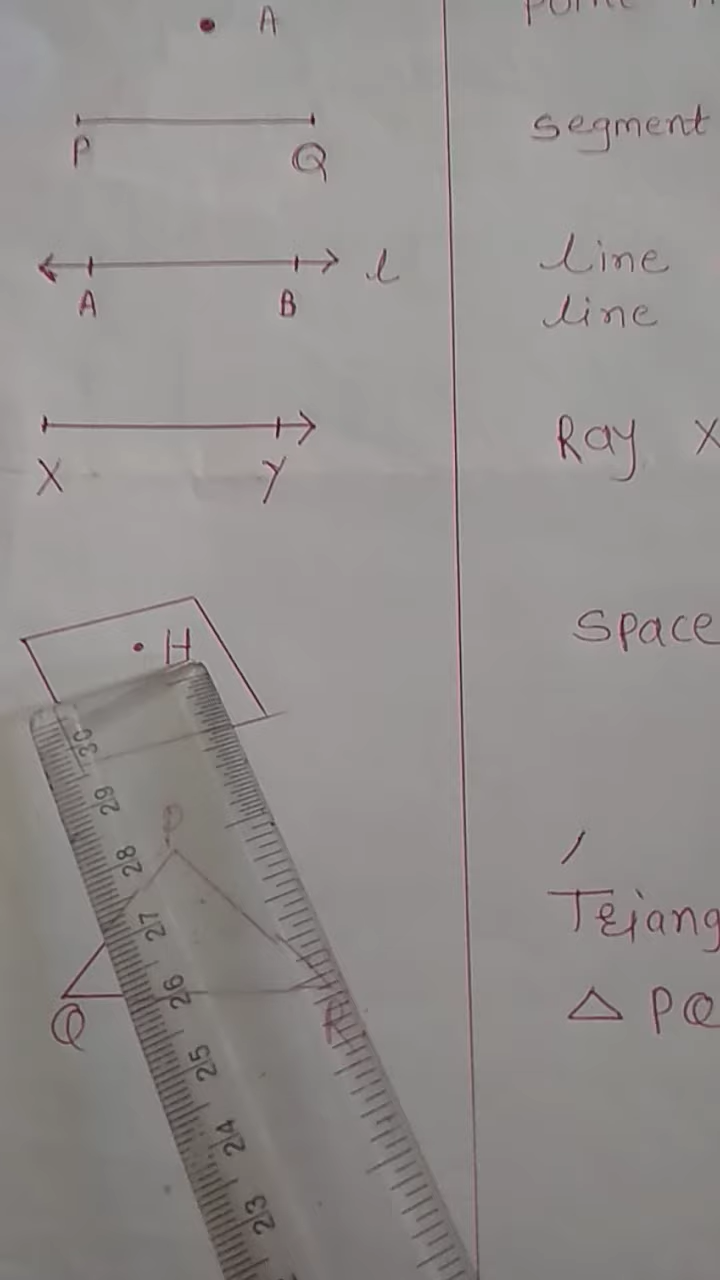 A
P Q
segment
l
A B
line
line
X Y
Ray X
H
Space
30
29
28
27
26
25
24
23
P
Q R
△ PQ